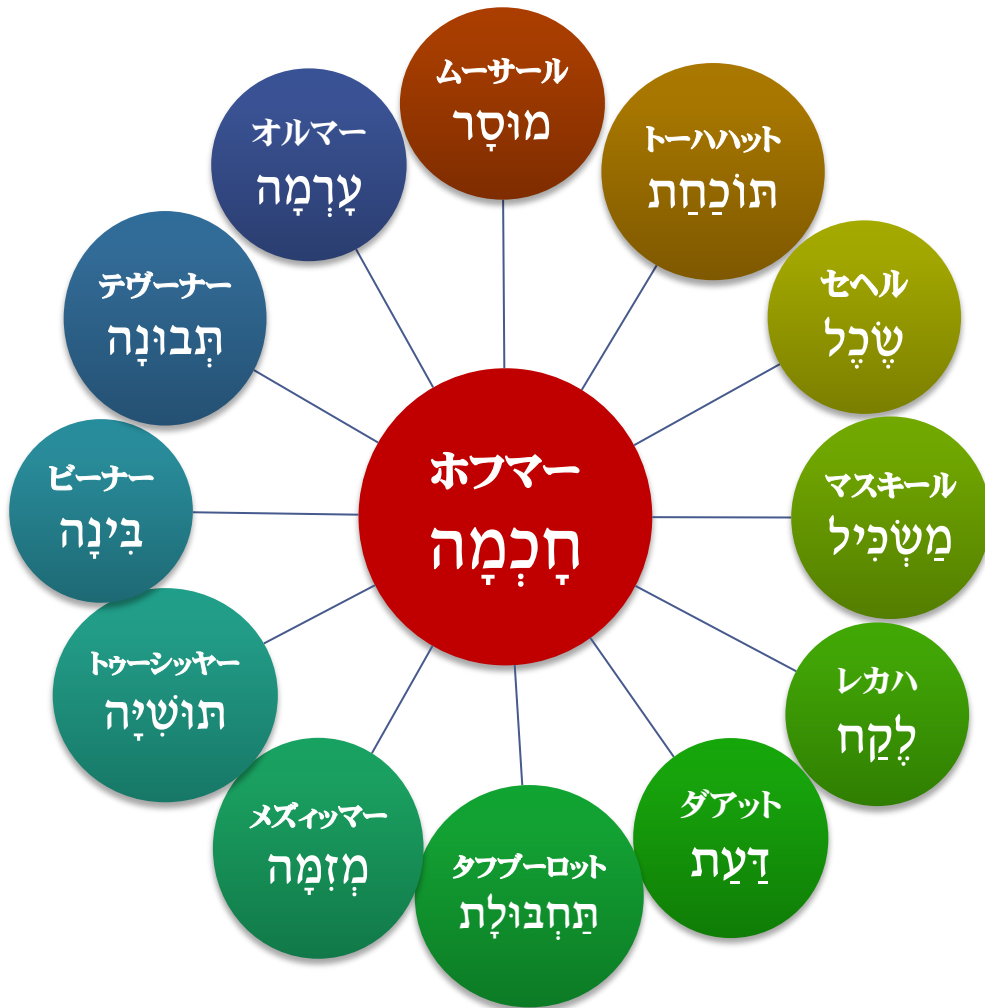 ムーサール
מוּסָר
トーハハット
תּוֹכַחַת
セヘル
שֶׂכֶל
マスキール
מַשְׂכִּיל
レカハ
לֶקַח
ダアット
דַּעַת
タフブーロット
תַּחְבּוּלָת
メズィッマー
מְזִמָּה
トゥーシッヤー
תּוּשִׁיָּה
ビーナー
בִּינָה
テヴーナー
תְּבוּנָה
オルマー
עָרְמָה
ホフマー
חָכְמָה